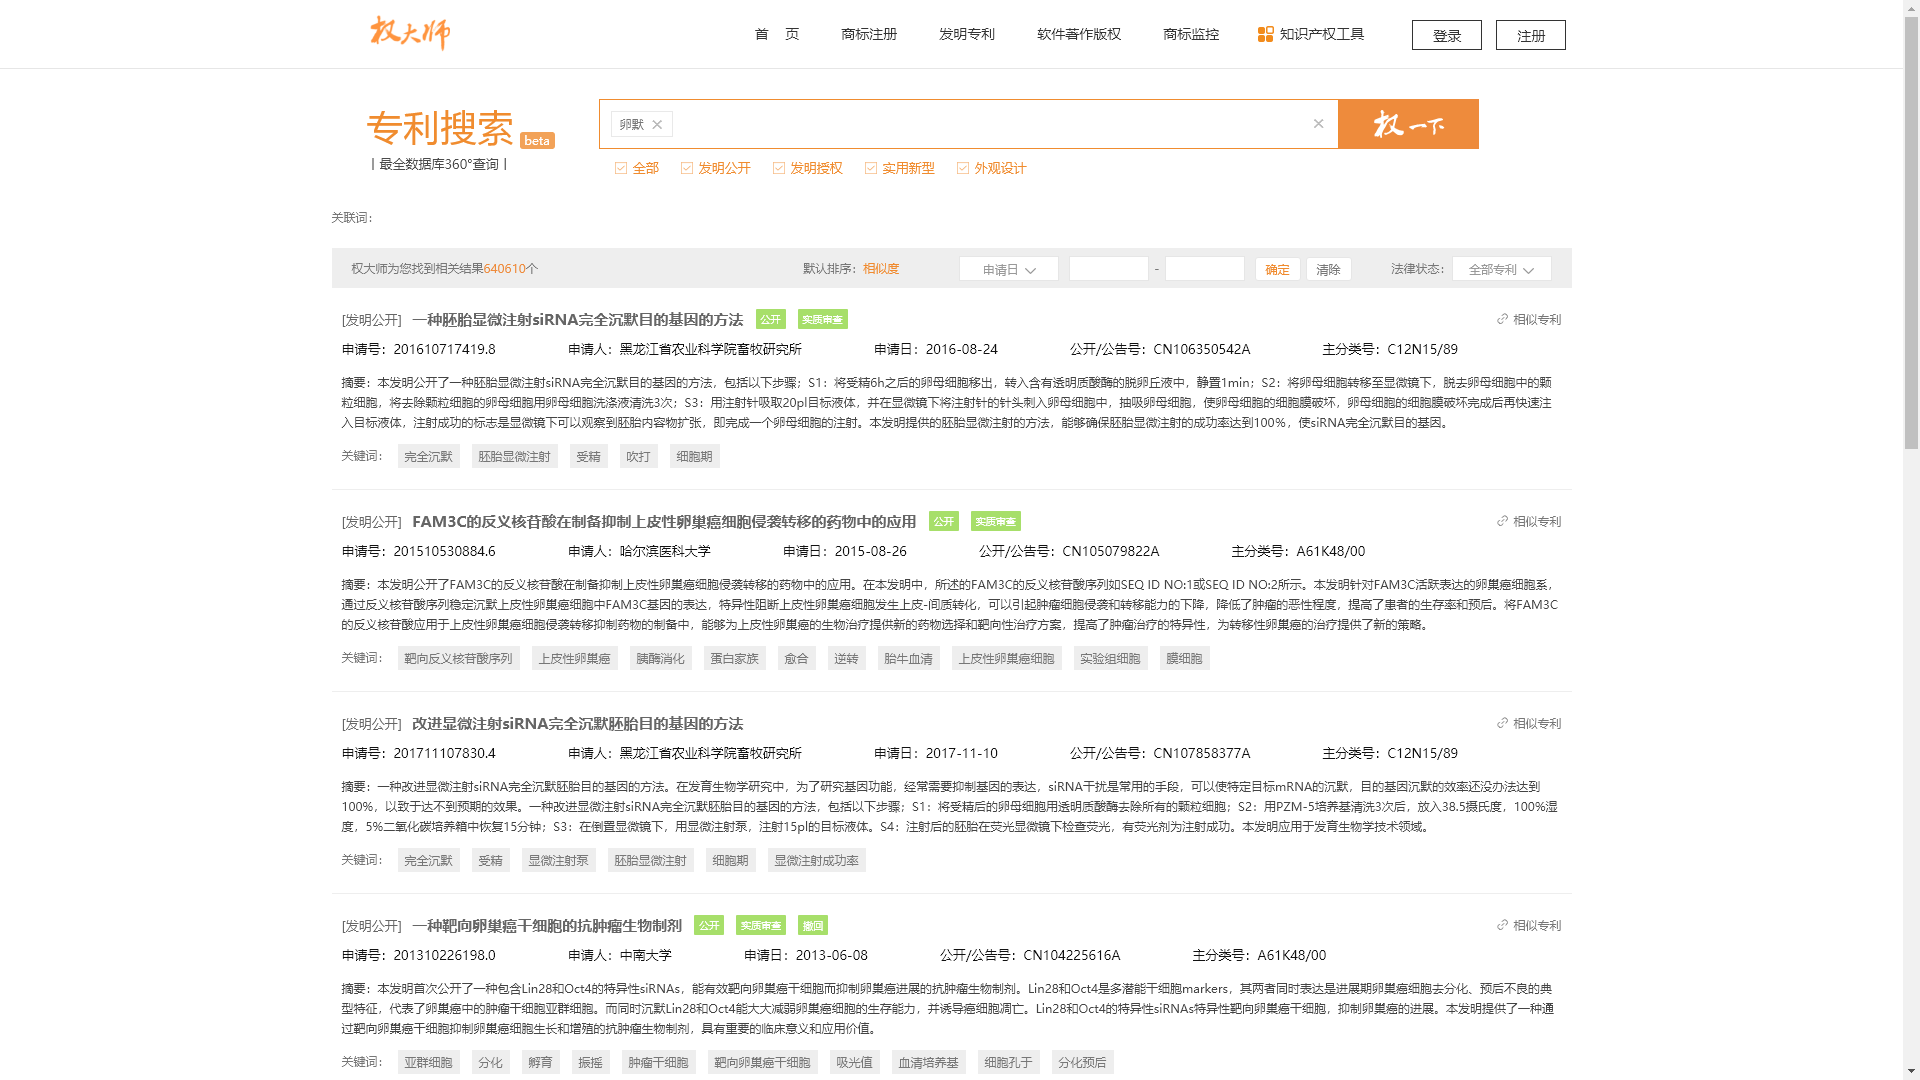 权大师
首 页 商标注册 发明专利 软件著作版权 商标监控 知识产权工具 登录 注册
专利搜索 beta
| 最全数据库360°查询 |
卵默 × × 权一下
全部 发明公开 发明授权 实用新型 外观设计
关联词：
权大师为您找到相关结果640610个 默认排序：相似度 申请日 - 确定 清除 法律状态：全部专利
[发明公开] 一种胚胎显微注射siRNA完全沉默目的基因的方法 公开 实质审查 相似专利
申请号：201610717419.8 申请人：黑龙江省农业科学院畜牧研究所 申请日：2016-08-24 公开/公告号：CN106350542A 主分类号：C12N15/89
摘要：本发明公开了一种胚胎显微注射siRNA完全沉默目的基因的方法，包括以下步骤；S1：将受精6h之后的卵母细胞移出，转入含有透明质酸酶的脱卵丘液中，静置1min；S2：将卵母细胞转移至显微镜下，脱去卵母细胞中的颗
粒细胞，将去除颗粒细胞的卵母细胞用卵母细胞洗涤液清洗3次；S3：用注射针吸取20pl目标液体，并在显微镜下将注射针的针头刺入卵母细胞中，抽吸卵母细胞，使卵母细胞的细胞膜破坏，卵母细胞的细胞膜破坏完成后再快速注
入目标液体，注射成功的标志是显微镜下可以观察到胚胎内容物扩张，即完成一个卵母细胞的注射。本发明提供的胚胎显微注射的方法，能够确保胚胎显微注射的成功率达到100%，使siRNA完全沉默目的基因。
关键词： 完全沉默 胚胎显微注射 受精 吹打 细胞期
[发明公开] FAM3C的反义核苷酸在制备抑制上皮性卵巢癌细胞侵袭转移的药物中的应用 公开 实质审查 相似专利
申请号：201510530884.6 申请人：哈尔滨医科大学 申请日：2015-08-26 公开/公告号：CN105079822A 主分类号：A61K48/00
摘要：本发明公开了FAM3C的反义核苷酸在制备抑制上皮性卵巢癌细胞侵袭转移的药物中的应用。在本发明中，所述的FAM3C的反义核苷酸序列如SEQ ID NO:1或SEQ ID NO:2所示。本发明针对FAM3C活跃表达的卵巢癌细胞系，
通过反义核苷酸序列稳定沉默上皮性卵巢癌细胞中FAM3C基因的表达，特异性阻断上皮性卵巢癌细胞发生上皮-间质转化，可以引起肿瘤细胞侵袭和转移能力的下降，降低了肿瘤的恶性程度，提高了患者的生存率和预后。将FAM3C
的反义核苷酸应用于上皮性卵巢癌细胞侵袭转移抑制药物的制备中，能够为上皮性卵巢癌的生物治疗提供新的药物选择和靶向性治疗方案，提高了肿瘤治疗的特异性，为转移性卵巢癌的治疗提供了新的策略。
关键词： 靶向反义核苷酸序列 上皮性卵巢癌 胰酶消化 蛋白家族 愈合 逆转 胎牛血清 上皮性卵巢癌细胞 实验组细胞 膜细胞
[发明公开] 改进显微注射siRNA完全沉默胚胎目的基因的方法 相似专利
申请号：201711107830.4 申请人：黑龙江省农业科学院畜牧研究所 申请日：2017-11-10 公开/公告号：CN107858377A 主分类号：C12N15/89
摘要：一种改进显微注射siRNA完全沉默胚胎目的基因的方法。在发育生物学研究中，为了研究基因功能，经常需要抑制基因的表达，siRNA干扰是常用的手段，可以使特定目标mRNA的沉默，目的基因沉默的效率还没办法达到
100%，以致于达不到预期的效果。一种改进显微注射siRNA完全沉默胚胎目的基因的方法，包括以下步骤；S1：将受精后的卵母细胞用透明质酸酶去除所有的颗粒细胞；S2：用PZM-5培养基清洗3次后，放入38.5摄氏度，100%湿
度，5%二氧化碳培养箱中恢复15分钟；S3：在倒置显微镜下，用显微注射泵，注射15pl的目标液体。S4：注射后的胚胎在荧光显微镜下检查荧光，有荧光剂为注射成功。本发明应用于发育生物学技术领域。
关键词： 完全沉默 受精 显微注射泵 胚胎显微注射 细胞期 显微注射成功率
[发明公开] 一种靶向卵巢癌干细胞的抗肿瘤生物制剂 公开 实质审查 撤回 相似专利
申请号：201310226198.0 申请人：中南大学 申请日：2013-06-08 公开/公告号：CN104225616A 主分类号：A61K48/00
摘要：本发明首次公开了一种包含Lin28和Oct4的特异性siRNAs，能有效靶向卵巢癌干细胞而抑制卵巢癌进展的抗肿瘤生物制剂。Lin28和Oct4是多潜能干细胞markers，其两者同时表达是进展期卵巢癌细胞去分化、预后不良的典
型特征，代表了卵巢癌中的肿瘤干细胞亚群细胞。而同时沉默Lin28和Oct4能大大减弱卵巢癌细胞的生存能力，并诱导癌细胞凋亡。Lin28和Oct4的特异性siRNAs特异性靶向卵巢癌干细胞，抑制卵巢癌的进展。本发明提供了一种通
过靶向卵巢癌干细胞抑制卵巢癌细胞生长和增殖的抗肿瘤生物制剂，具有重要的临床意义和应用价值。
关键词： 亚群细胞 分化 孵育 振摇 肿瘤干细胞 靶向卵巢癌干细胞 吸光值 血清培养基 细胞孔于 分化预后